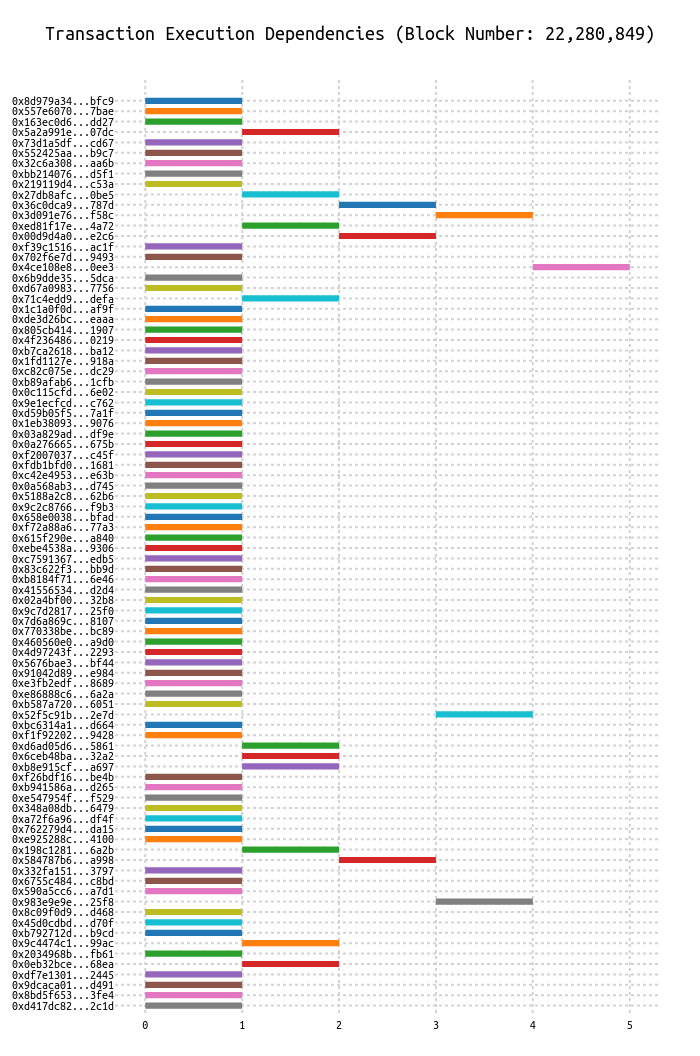 Transaction Execution Dependencies (Block Number: 22,280,849)
0x8d979a34...bfc9
0x557e6070...7bae
0x163ec0d6...dd27
0x5a2a991e...07dc
0x73d1a5df...cd67
0x552425aa...b9c7
0x32c6a308...aa6b
0xbb214076...d5f1
0x219119d4...c53a
0x27db8afc...0be5
0x36c0dca9...787d
0x3d091e76...f58c
0xed81f17e...4a72
0x00d9d4a0...e2c6
0xf39c1516...ac1f
0x702f6e7d...9493
0x4ce108e8...0ee3
0x6b9dde35...5dca
0xd67a0983...7756
0x71c4edd9...defa
0x1c1a0f0d...af9f
0xde3d26bc...eaaa
0x805cb414...1907
0x4f236486...0219
0xb7ca2618...ba12
0x1fd1127e...918a
0xc82c075e...dc29
0xb89afab6...1cfb
0x0c115cfd...6e02
0x9e1ecfcd...c762
0xd59b05f5...7a1f
0x1eb38093...9076
0x03a829ad...df9e
0x0a276665...675b
0xf2007037...c45f
0xfdb1bfd0...1681
0xc42e4953...e63b
0x0a568ab3...d745
0x5188a2c8...62b6
0x9c2c8766...f9b3
0x658e0038...bfad
0xf72a88a6...77a3
0x615f290e...a840
0xebe4538a...9306
0xc7591367...edb5
0x83c622f3...bb9d
0xb8184f71...6e46
0x41556534...d2d4
0x02a4bf00...32b8
0x9c7d2817...25f0
0x7d6a869c...8107
0x770338be...bc89
0x460560e0...a9d0
0x4d97243f...2293
0x5676bae3...bf44
0x91042d89...e984
0xe3fb2edf...8689
0xe86888c6...6a2a
0xb587a720...6051
0x52f5c91b...2e7d
0xbc6314a1...d664
0xf1f92202...9428
0xd6ad05d6...5861
0x6ceb48ba...32a2
0xb8e915cf...a697
0xf26bdf16...be4b
0xb941586a...d265
0xe547954f...f529
0x348a08db...6479
0xa72f6a96...df4f
0x762279d4...da15
0xe925288c...4100
0x198c1281...6a2b
0x584787b6...a998
0x332fa151...3797
0x6755c484...c8bd
0x590a5cc6...a7d1
0x983e9e9e...25f8
0x8c09f0d9...d468
0x45d0cdbd...d70f
0xb792712d...b9cd
0x9c4474c1...99ac
0x2034968b...fb61
0x0eb32bce...68ea
0xdf7e1301...2445
0x9dcaca01...d491
0x8bd5f653...3fe4
0xd417dc82...2c1d
0 1 2 3 4 5